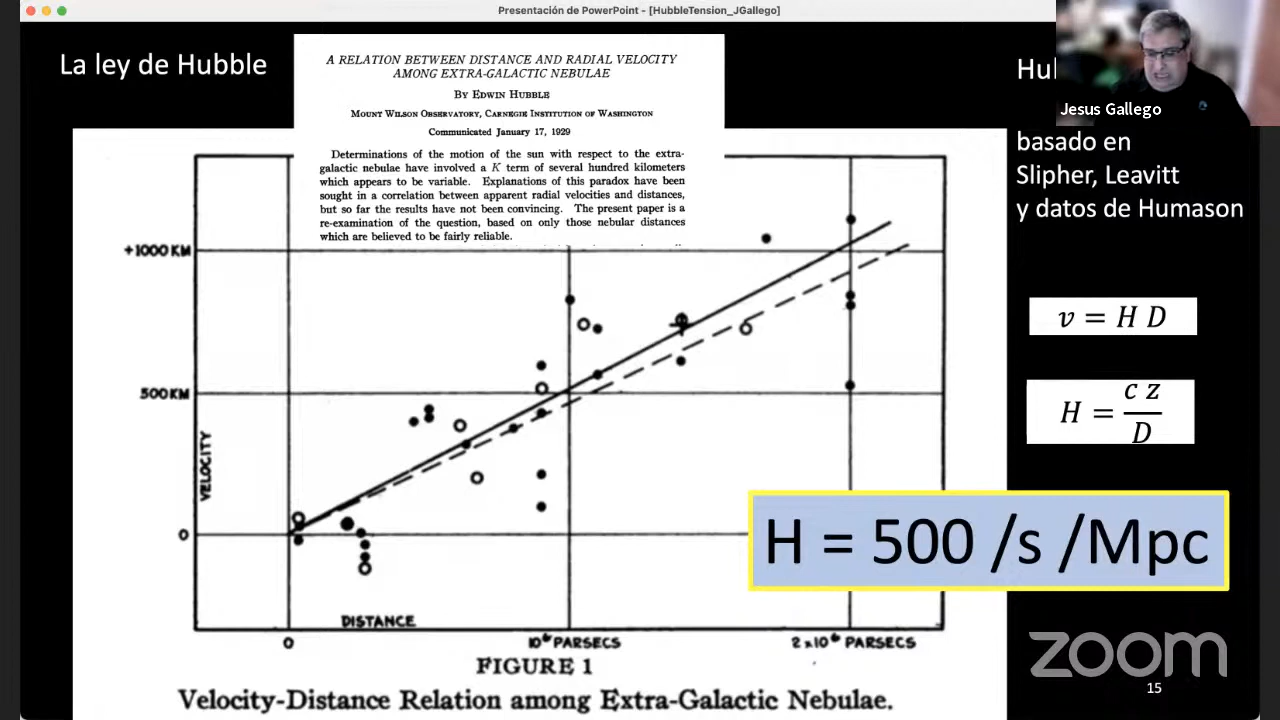 Presentación de PowerPoint - [HubbleTension_JGallego]
La ley de Hubble
A RELATION BETWEEN DISTANCE AND RADIAL VELOCITY
AMONG EXTRA-GALACTIC NEBULAE
BY EDWIN HUBBLE
MOUNT WILSON OBSERVATORY, CARNEGIE INSTITUTION OF WASHINGTON
Communicated January 17, 1929
Determinations of the motion of the sun with respect to the extra-
galactic nebulae have involved a K term of several hundred kilometers
which appears to be variable. Explanations of this paradox have been
sought in a correlation between apparent radial velocities and distances,
but so far the results have not been convincing. The present paper is a
re-examination of the question, based on only those nebular distances
which are believed to be fairly reliable.
Jesus Gallego
basado en
Slipher, Leavitt
y datos de Humason
v = H D
H = c z / D
H = 500 /s /Mpc
+1000 KM
500 KM
0
VELOCITY
DISTANCE
0
10⁶ PARSECS
2 x 10⁶ PARSECS
FIGURE 1
Velocity-Distance Relation among Extra-Galactic Nebulae.
zoom
15